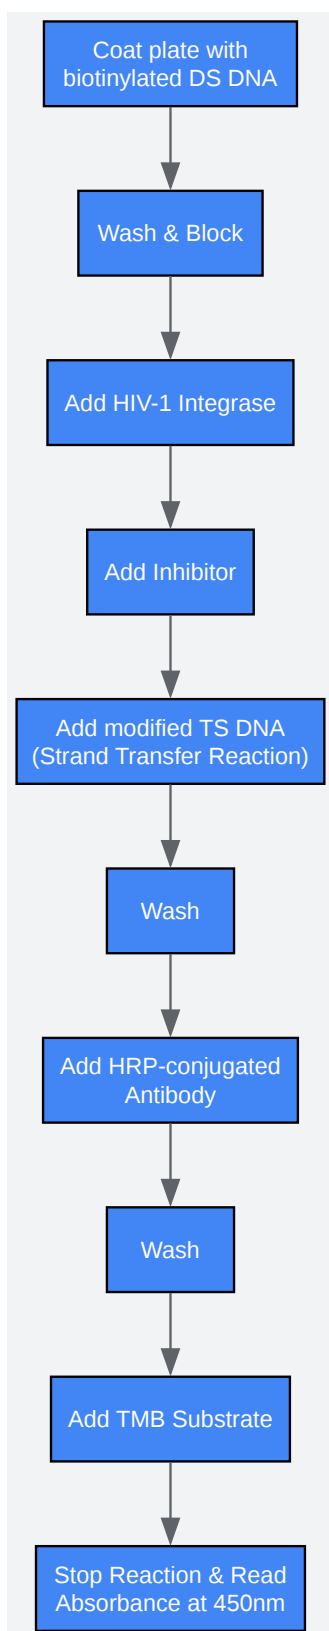 Coat plate with
biotinylated DS DNA
Wash & Block
Add HIV-1 Integrase
Add Inhibitor
Add modified TS DNA
(Strand Transfer Reaction)
Wash
Add HRP-conjugated
Antibody
Wash
Add TMB Substrate
Stop Reaction & Read
Absorbance at 450nm